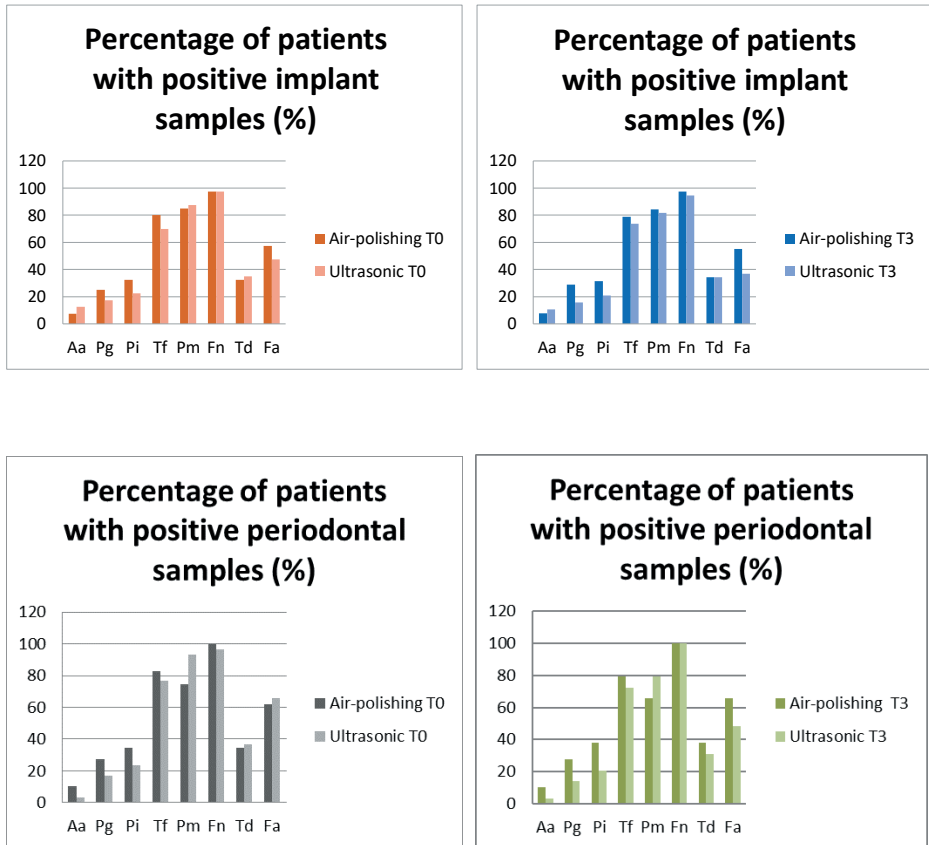 Percentage of patients
with positive implant
samples (%)
120
100
80
60
40
20
0
Aa Pg Pi Tf Pm Fn Td Fa
Air-polishing T0
Ultrasonic T0
Percentage of patients
with positive implant
samples (%)
120
100
80
60
40
20
0
Aa Pg Pi Tf Pm Fn Td Fa
Air-polishing T3
Ultrasonic T3
Percentage of patients
with positive periodontal
samples (%)
120
100
80
60
40
20
0
Aa Pg Pi Tf Pm Fn Td Fa
Air-polishing T0
Ultrasonic T0
Percentage of patients
with positive periodontal
samples (%)
120
100
80
60
40
20
0
Aa Pg Pi Tf Pm Fn Td Fa
Air-polishing T3
Ultrasonic T3